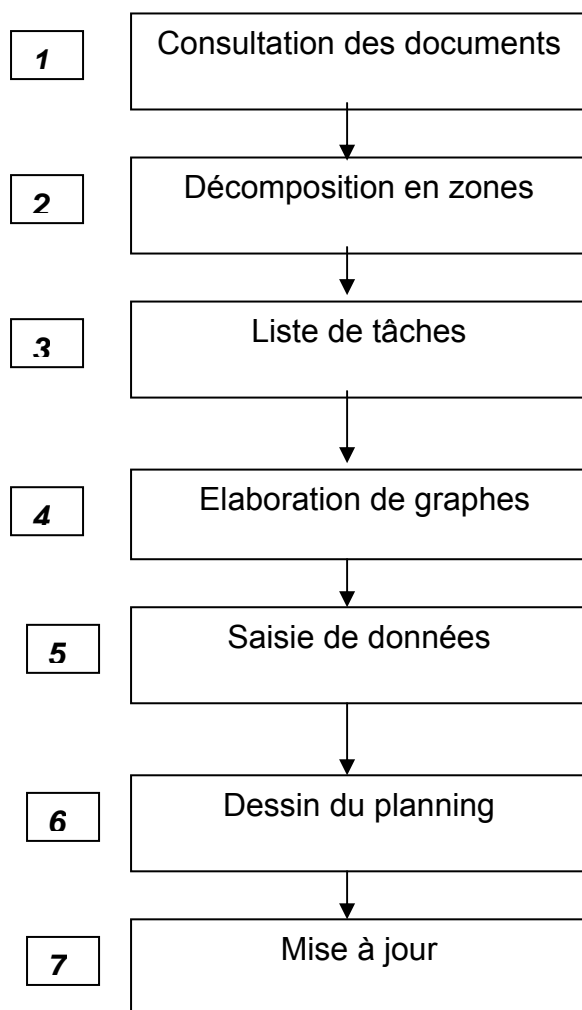 1
Consultation des documents
2
Décomposition en zones
3
Liste de tâches
4
Elaboration de graphes
5
Saisie de données
6
Dessin du planning
7
Mise à jour